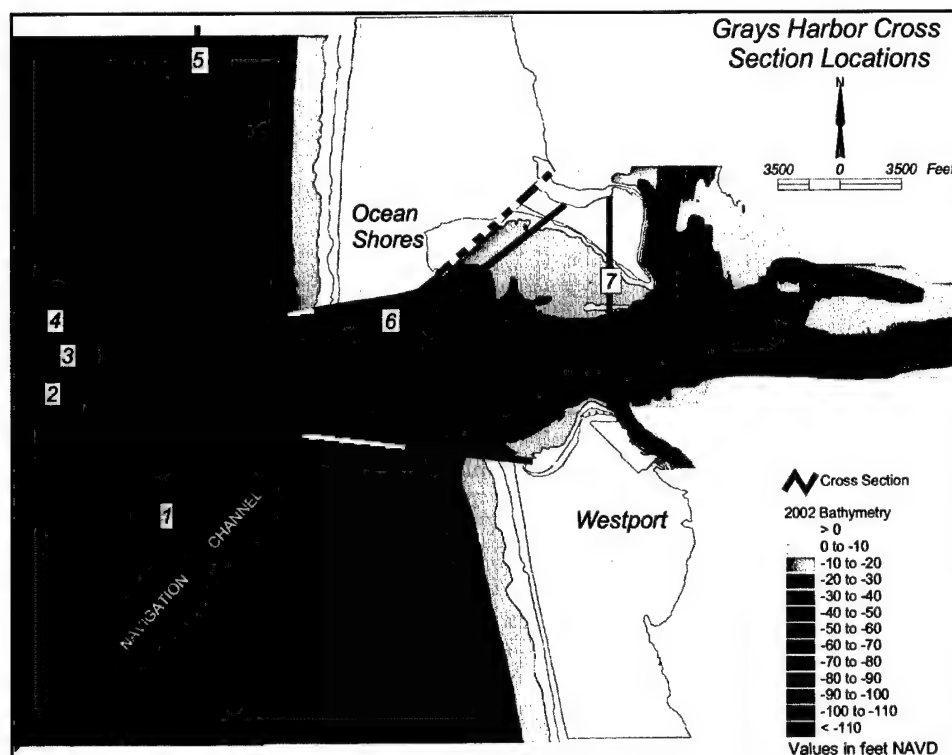 Grays Harbor Cross
Section Locations
N
3500 0 3500 Feet
5
Ocean
Shores
7
4
6
3
2
1
NAVIGATION CHANNEL
Westport
Cross Section
2002 Bathymetry
> 0
0 to -10
-10 to -20
-20 to -30
-30 to -40
-40 to -50
-50 to -60
-60 to -70
-70 to -80
-80 to -90
-90 to -100
-100 to -110
< -110
Values in feet NAVD